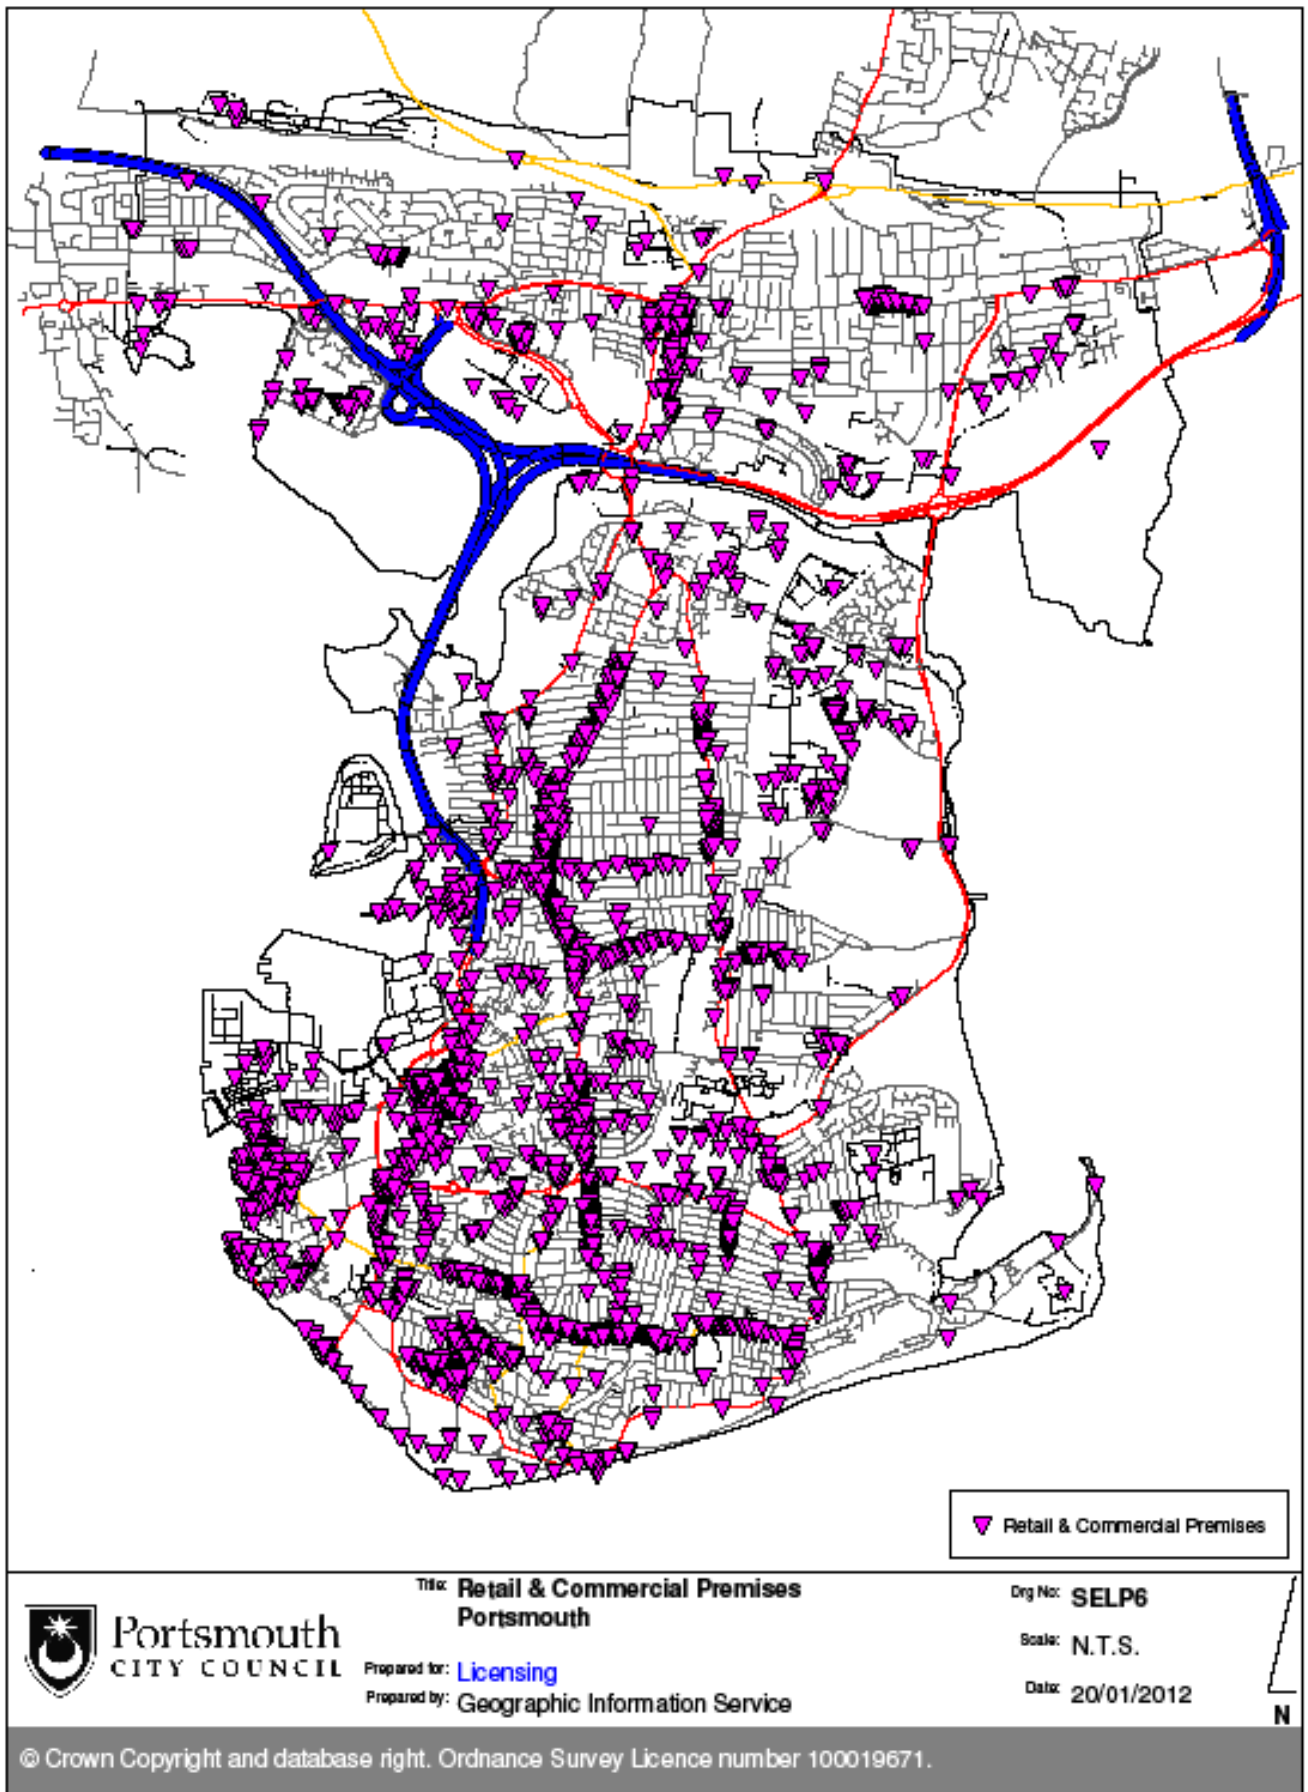 Retail & Commercial Premises
Title: Retail & Commercial Premises
Portsmouth
Drg No: SELP6
Portsmouth
CITY COUNCIL
Scale: N.T.S.
Prepared for: Licensing
Prepared by: Geographic Information Service
Date: 20/01/2012
N
© Crown Copyright and database right. Ordnance Survey Licence number 100019671.